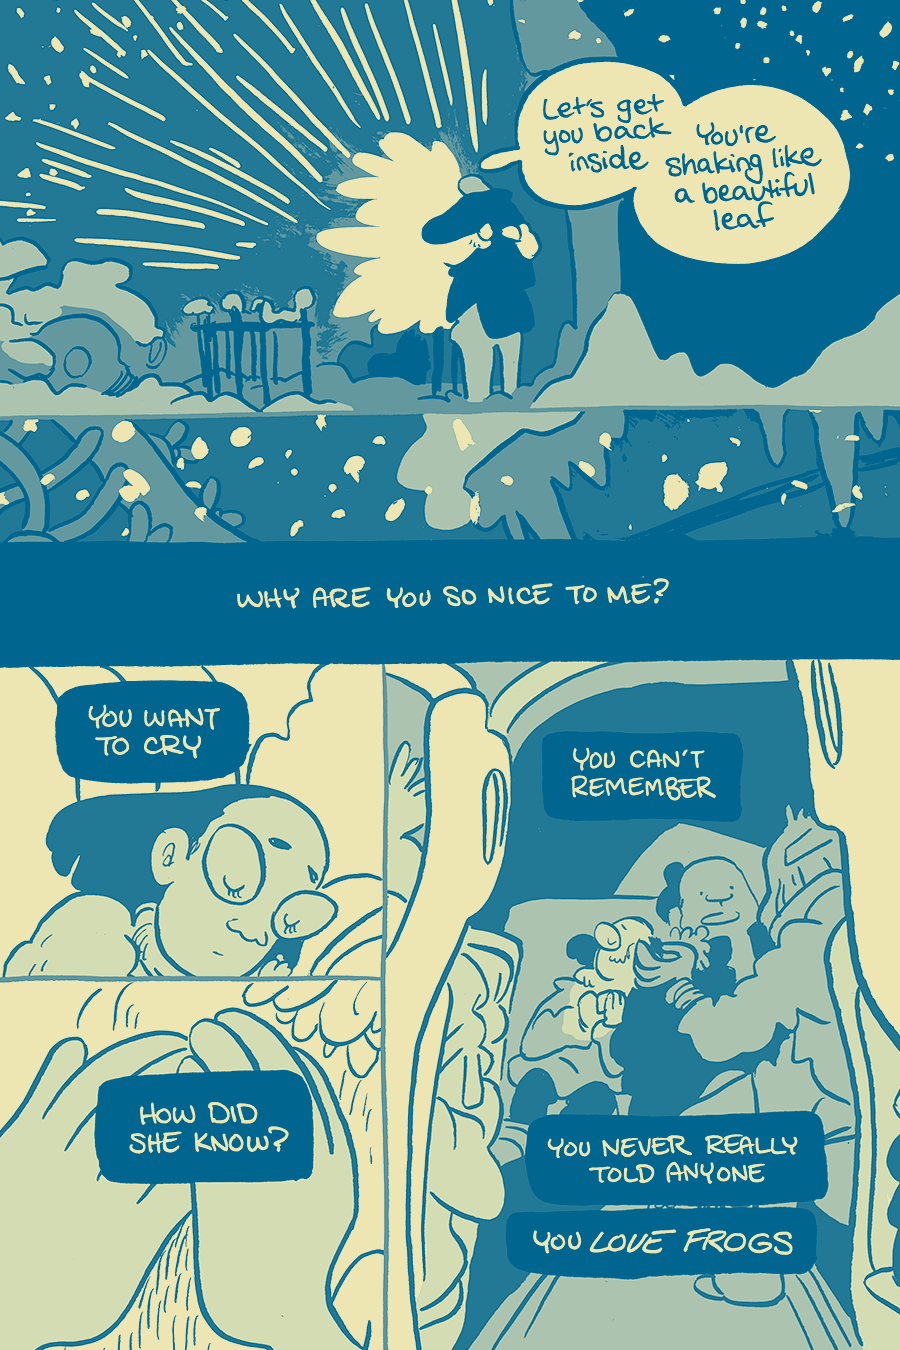 Let's get
you back
inside
You're
shaking like
a beautiful
leaf
WHY ARE YOU SO NICE TO ME?
YOU WANT
TO CRY
YOU CAN'T
REMEMBER
HOW DID
SHE KNOW?
YOU NEVER REALLY
TOLD ANYONE
YOU LOVE FROGS